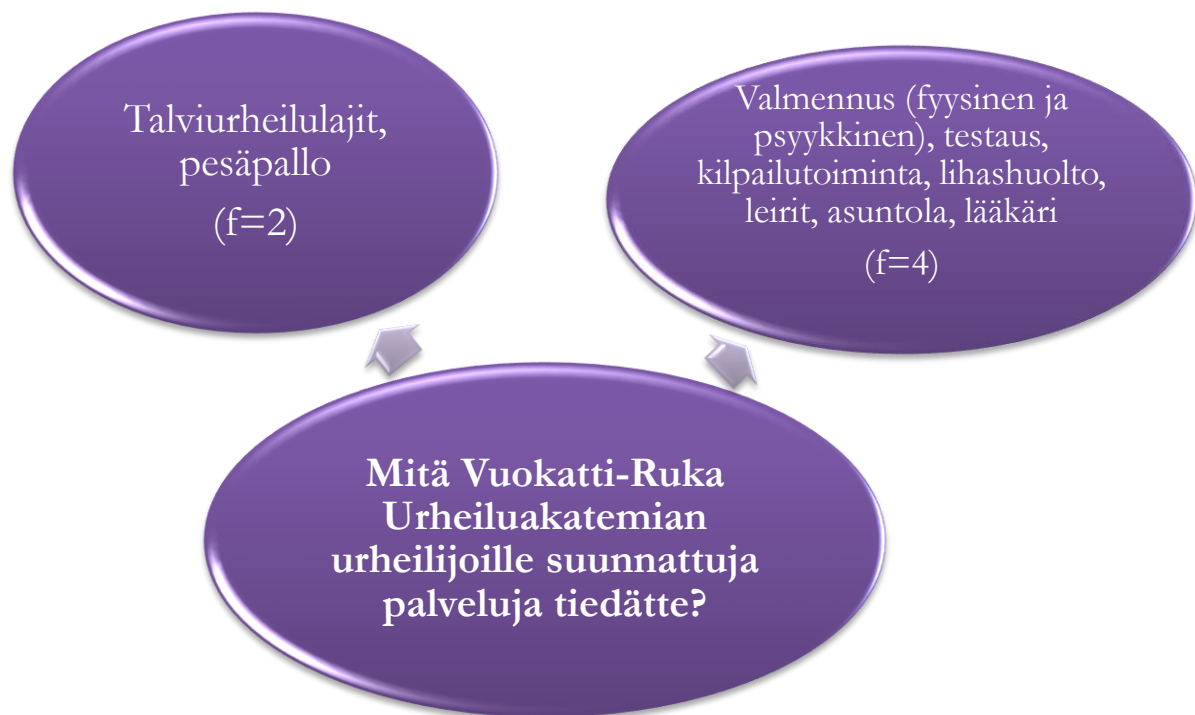 Talviurheilulajit,
pesäpallo
(f=2)
Valmennus (fyysinen ja
psyykkinen), testaus,
kilpailutoiminta, lihashuolto,
leirit, asuntola, lääkäri
(f=4)
Mitä Vuokatti-Ruka
Urheiluakatemian
urheilijoille suunnattuja
palveluja tiedätte?